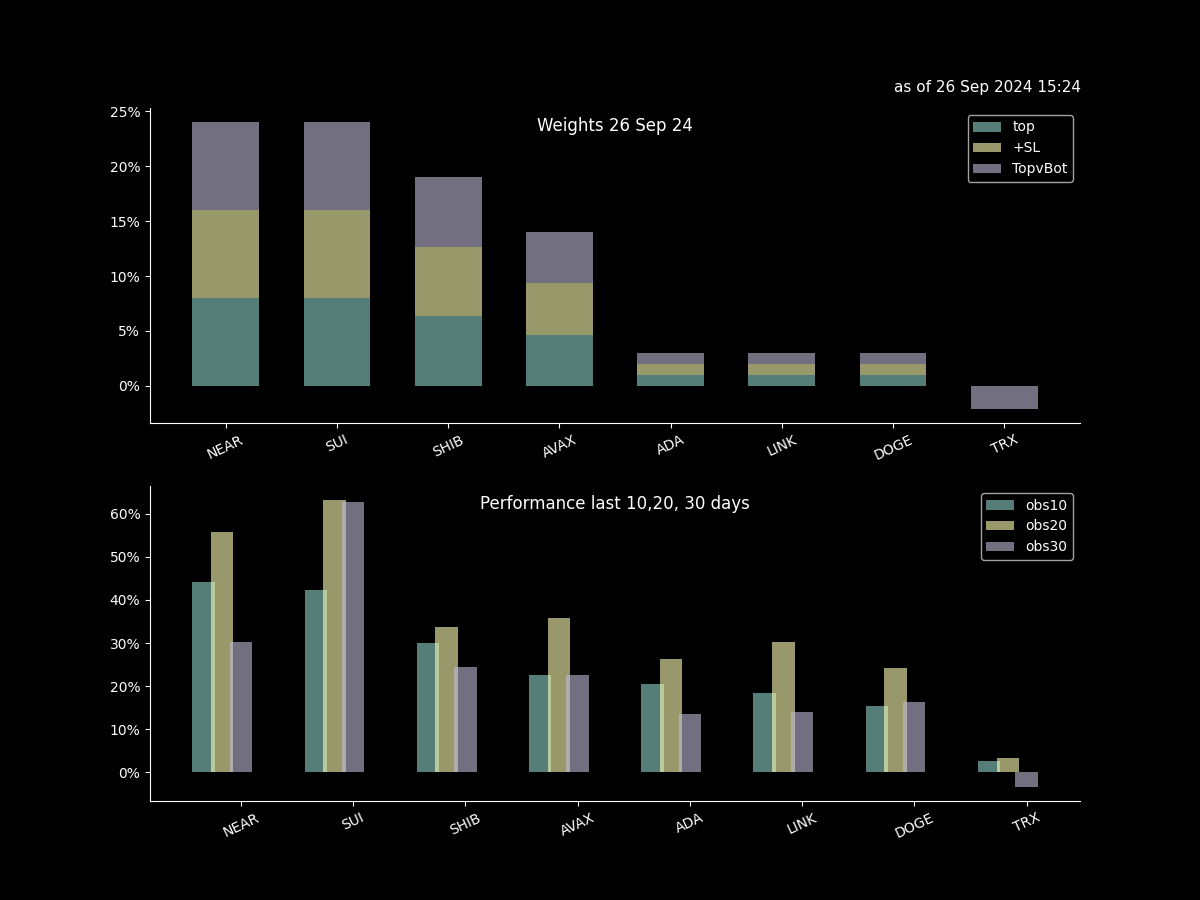 as of 26 Sep 2024 15:24
Weights 26 Sep 24
25%
20%
15%
10%
5%
0%
top
+SL
TopvBot
NEAR SUI SHIB AVAX ADA LINK DOGE TRX
Performance last 10,20, 30 days
60%
50%
40%
30%
20%
10%
0%
obs10
obs20
obs30
NEAR SUI SHIB AVAX ADA LINK DOGE TRX